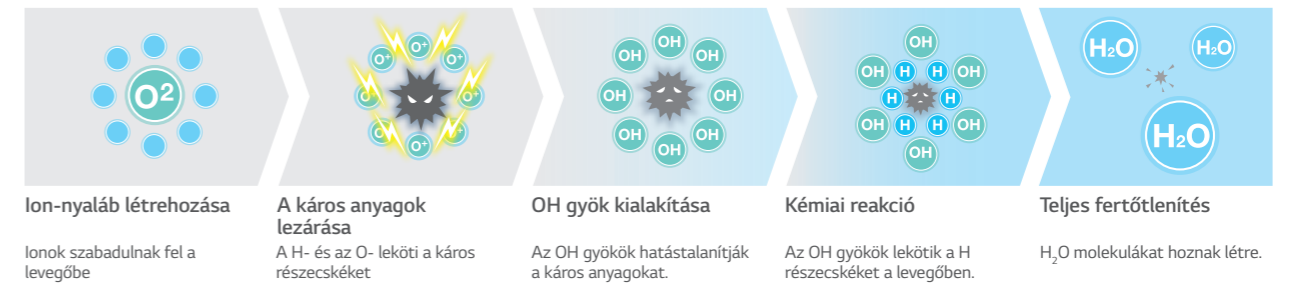 O2
O+ O+ O+
O+ O+
O+ O+ O+
OH OH OH
OH OH
OH OH OH
OH
OH H H OH
H H
OH H H OH
OH
H2O H2O
H2O
Ion-nyaláb létrehozása
Ionok szabadulnak fel a
levegőbe
A káros anyagok
lezárása
A H- és az O- leköti a káros
részecskéket
OH gyök kialakítása
Az OH gyökök hatástalanítják
a káros anyagokat.
Kémiai reakció
Az OH gyökök lekötik a H
részecskéket a levegőben.
Teljes fertőtlenítés
H2O molekulákat hoznak létre.